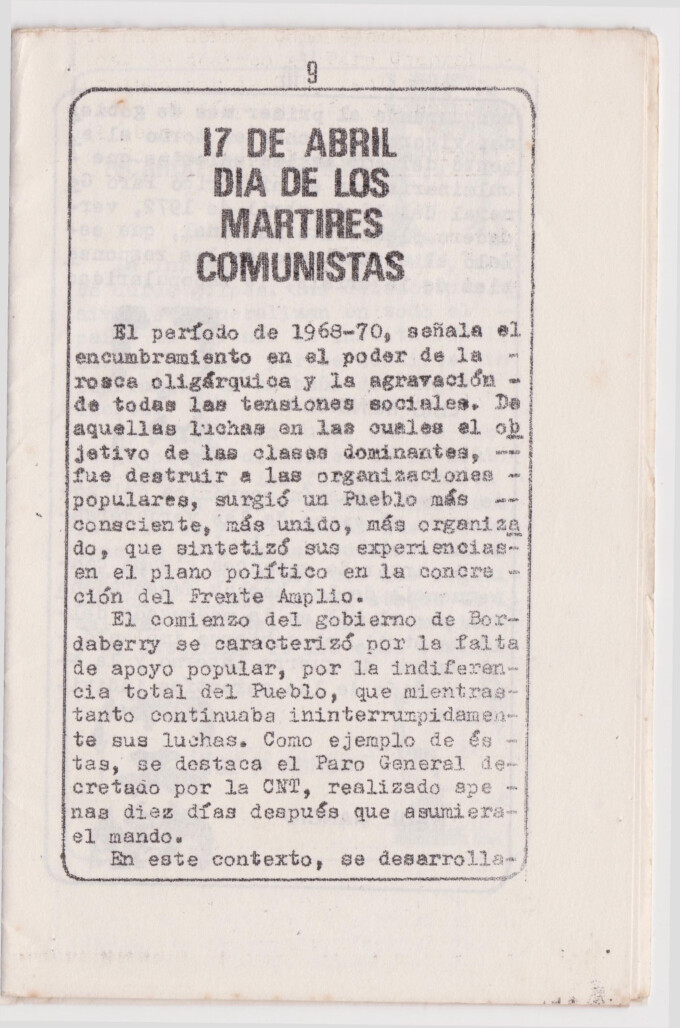 9
17 DE ABRIL
DIA DE LOS
MARTIRES
COMUNISTAS
El período de 1968-70, señala el
encumbramiento en el poder de la -
rosca oligárquica y la agravación -
de todas las tensiones sociales. De
aquellas luchas en las cuales el ob
jetivo de las clases dominantes, --
fue destruir a las organizaciones -
populares, surgió un Pueblo más --
consciente, más unido, más organiza
do, que sintetizó sus experiencias-
en el plano político en la concre -
ción del Frente Amplio.
El comienzo del gobierno de Bor-
daberry se caracterizó por la falta
de apoyo popular, por la indiferen-
cia total del Pueblo, que mientras-
tanto continuaba ininterrumpidamen-
te sus luchas. Como ejemplo de és -
tas, se destaca el Paro General de-
cretado por la CNT, realizado ape -
nas diez días después que asumiera-
el mando.
En este contexto, se desarrolla-